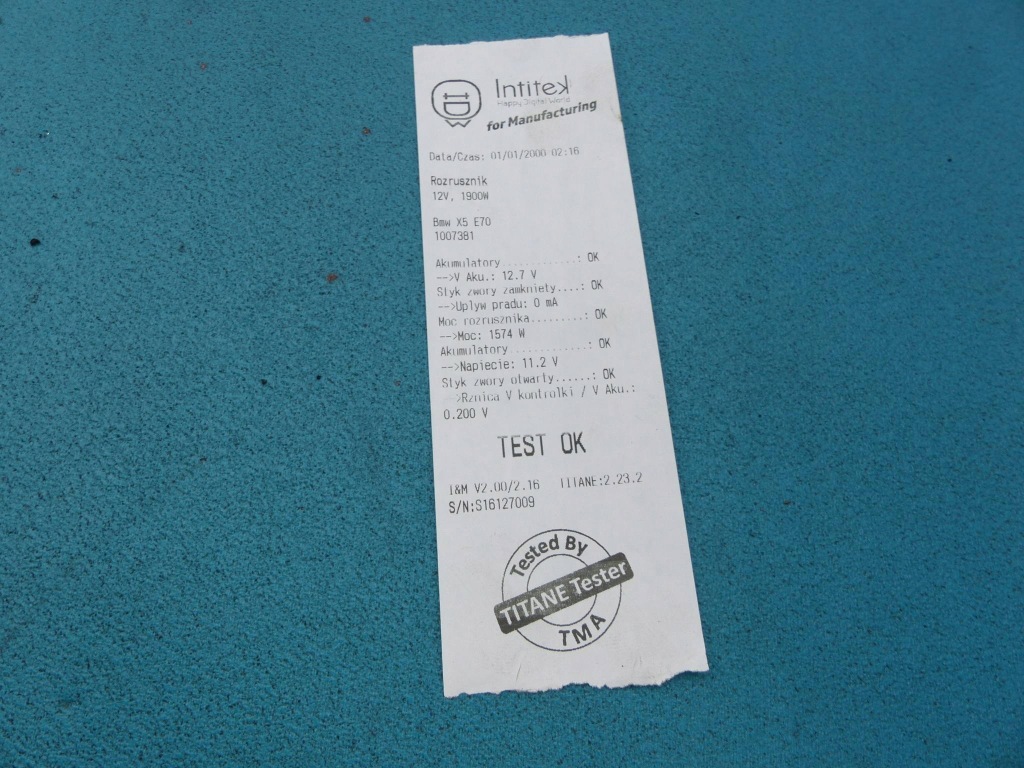 Intitek
Happy Digital World
for Manufacturing
Data/Czas: 01/01/2000 02:16
Rozrusznik
12V, 1900W
Bmw X5 E70
1007381
Akumulatory............: OK
-->V Aku.: 12.7 V
Styk zwory zamkniety....: OK
-->Uplyw pradu: 0 mA
Moc rozrusznika.........: OK
-->Moc: 1574 W
Akumulatory............: OK
-->Napiecie: 11.2 V
Styk zwory otwarty......: OK
-->Rznica V kontrolki / V Aku.:
0.200 V
TEST OK
I&M V2.00/2.16 TITANE:2.23.2
S/N:S16127009
Tested By
TITANE Tester
TMA